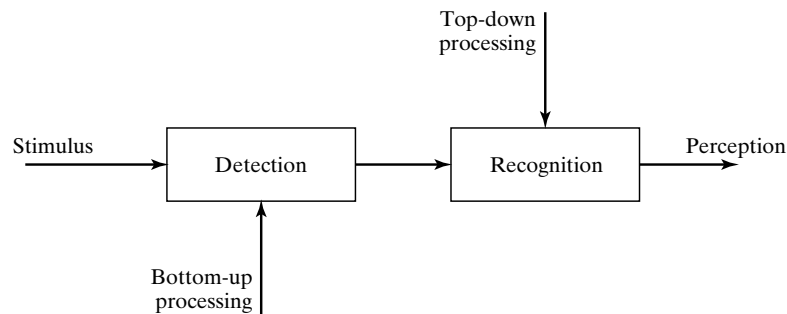 Top-down
processing
Stimulus
Detection
Recognition
Perception
Bottom-up
processing